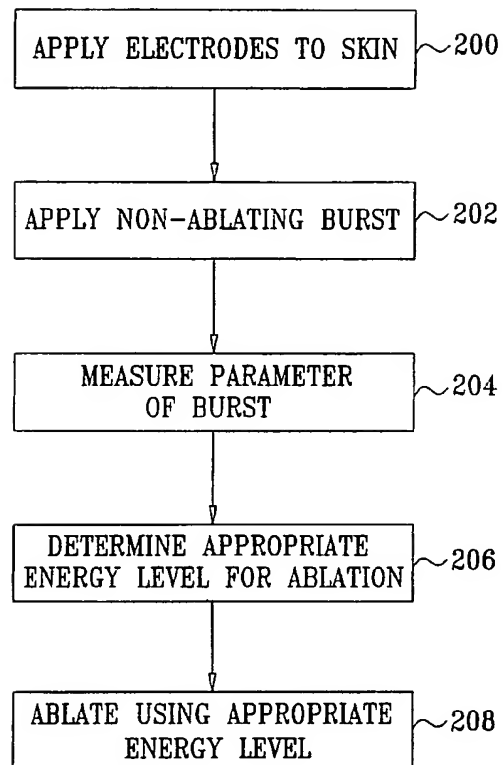 APPLY ELECTRODES TO SKIN
200
APPLY NON-ABLATING BURST
202
MEASURE PARAMETER
OF BURST
204
DETERMINE APPROPRIATE
ENERGY LEVEL FOR ABLATION
206
ABLATE USING APPROPRIATE
ENERGY LEVEL
208